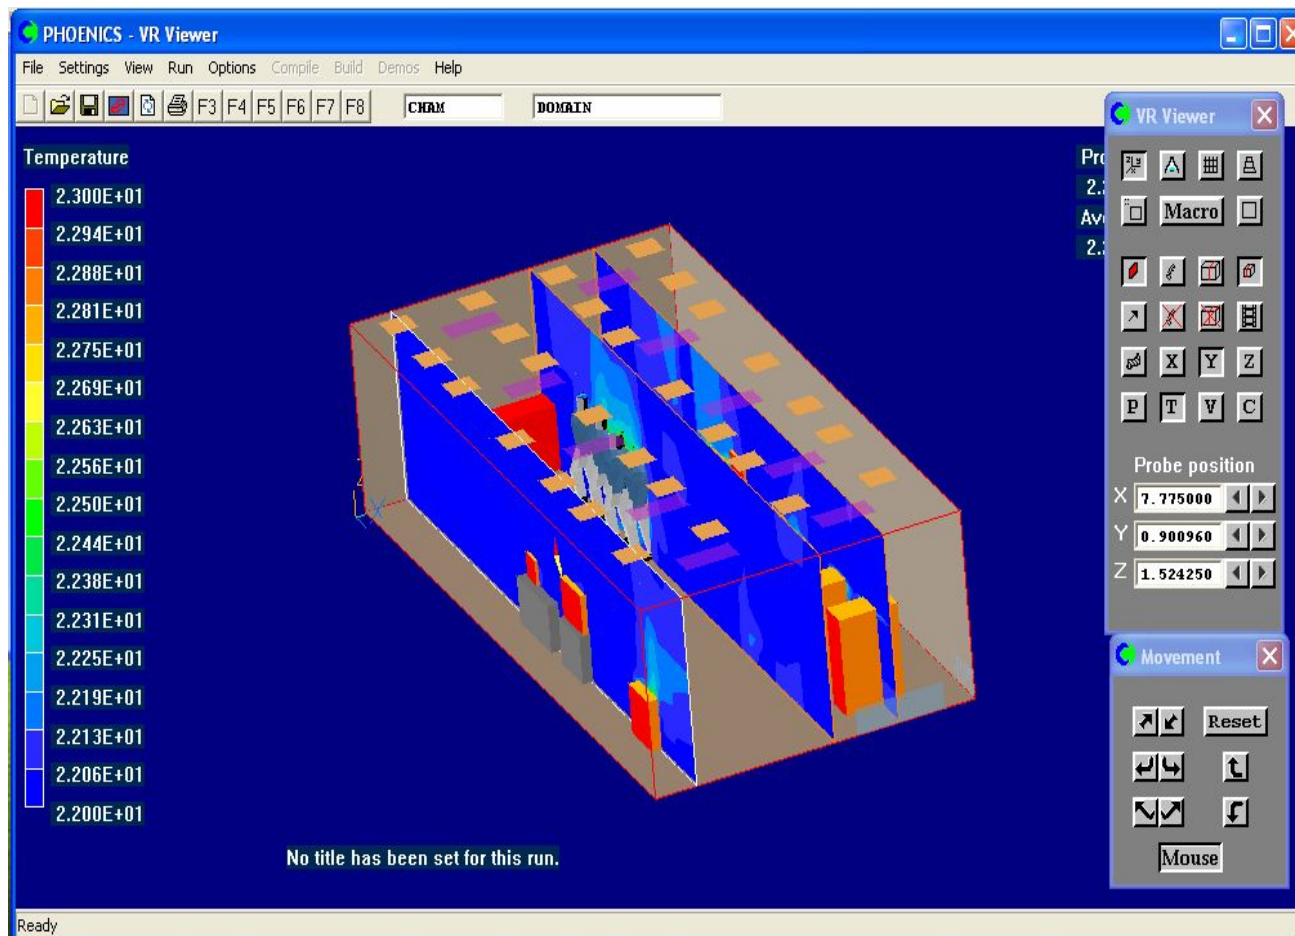 PHOENICS - VR Viewer
File Settings View Run Options Compile Build Demos Help
F3 F4 F5 F6 F7 F8 CHAM DOMAIN
VR Viewer
Temperature
2.300E+01
2.294E+01
2.288E+01
2.281E+01
2.275E+01
2.269E+01
2.263E+01
2.256E+01
2.250E+01
2.244E+01
2.238E+01
2.231E+01
2.225E+01
2.219E+01
2.213E+01
2.206E+01
2.200E+01
Pro
2.
Ave
2.
Macro
X Y Z
P T V C
Probe position
X 7.775000
Y 0.900960
Z 1.524250
Movement
Reset
Mouse
X
No title has been set for this run.
Ready